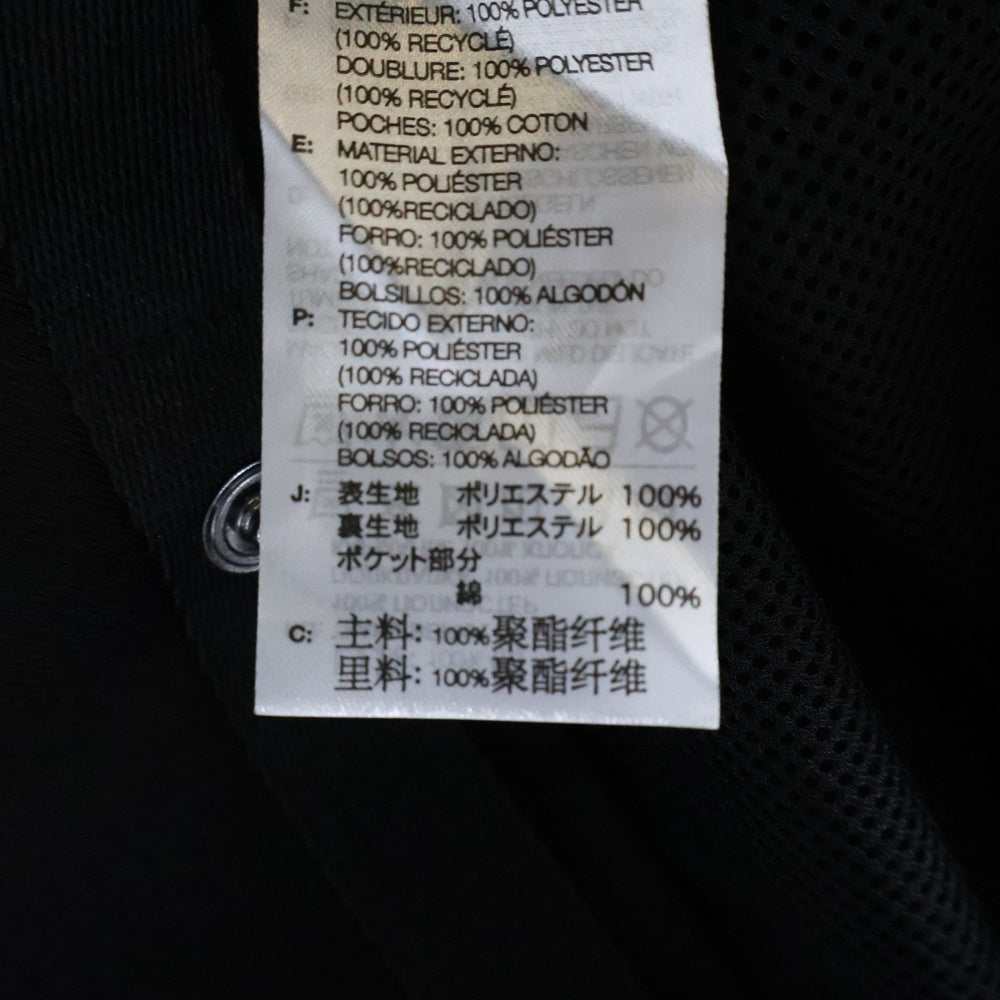 F: EXTÉRIEUR: 100% POLYESTER
(100% RECYCLÉ)
DOUBLURE: 100% POLYESTER
(100% RECYCLÉ)
POCHES: 100% COTON
E: MATERIAL EXTERNO:
100% POLIÉSTER
(100%RECICLADO)
FORRO: 100% POLIÉSTER
(100%RECICLADO)
BOLSILLOS: 100% ALGODÓN
P: TECIDO EXTERNO:
100% POLIÉSTER
(100% RECICLADA)
FORRO: 100% POLIÉSTER
(100% RECICLADA)
BOLSOS: 100% ALGODÃO
J: 表生地 ポリエステル 100%
裏生地 ポリエステル 100%
ポケット部分
綿 100%
C: 主料: 100%聚酯纤维
里料: 100%聚酯纤维